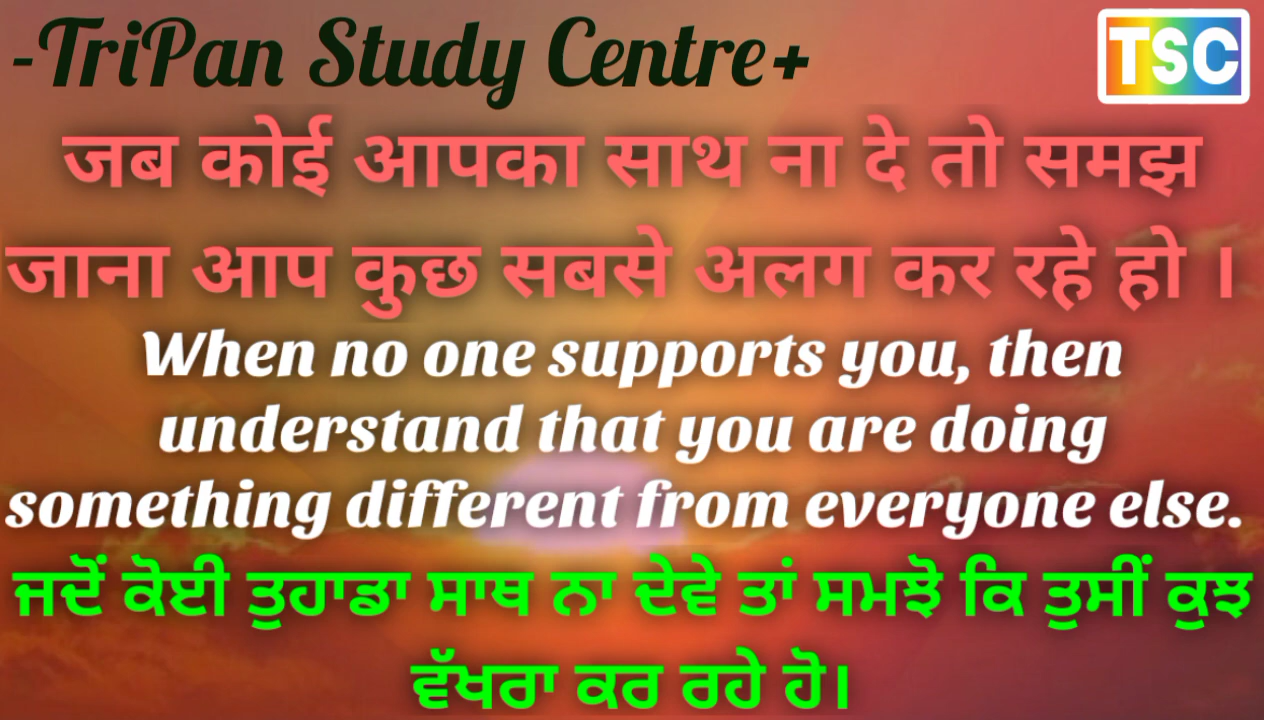 -TriPan Study Centre+
TSC
जब कोई आपका साथ ना दे तो समझ
जाना आप कुछ सबसे अलग कर रहे हो ।
When no one supports you, then
understand that you are doing
something different from everyone else.
ਜਦੋਂ ਕੋਈ ਤੁਹਾਡਾ ਸਾਥ ਨਾ ਦੇਵੇ ਤਾਂ ਸਮਝੋ ਕਿ ਤੁਸੀਂ ਕੁਝ
ਵੱਖਰਾ ਕਰ ਰਹੇ ਹੋ।